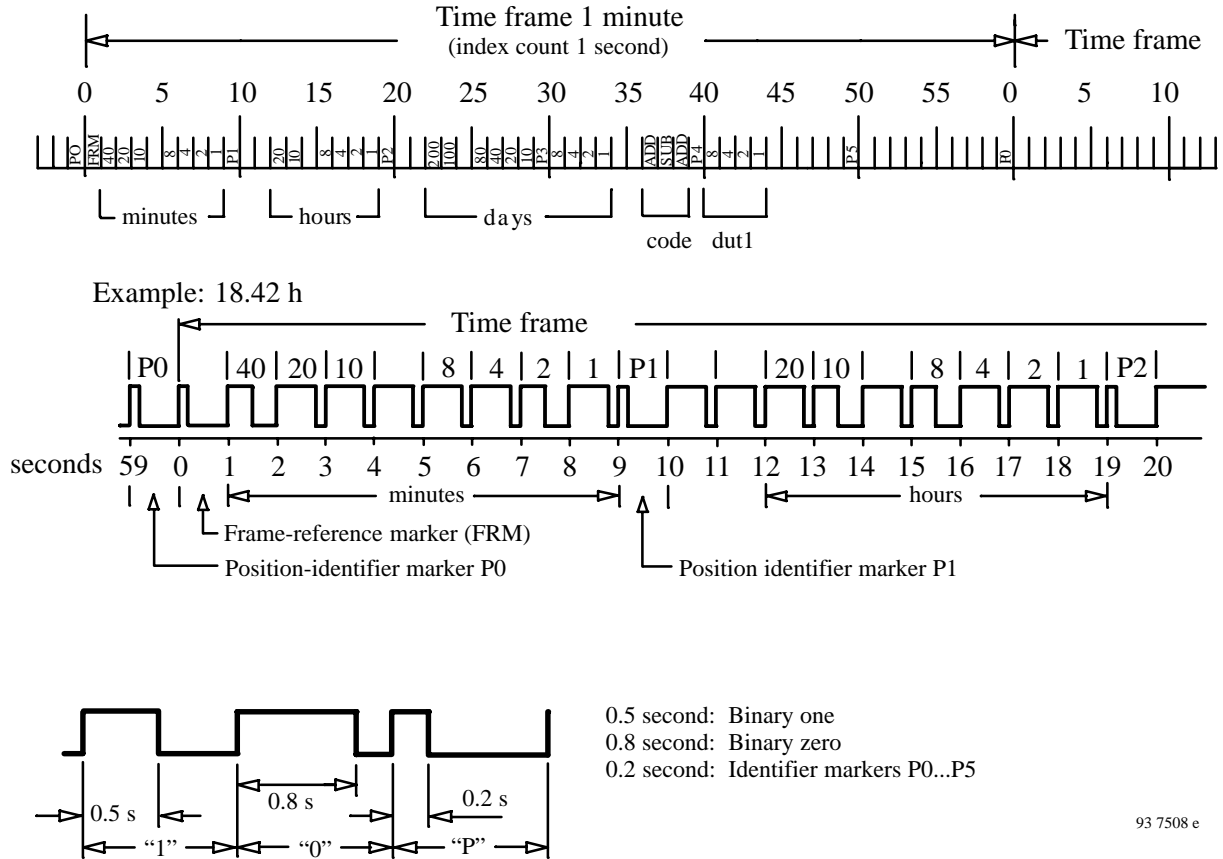 Time frame 1 minute
(index count 1 second)
Time frame
0 5 10 15 20 25 30 35 40 45 50 55 0 5 10
PO FRM 40 20 10 8 4 2 1 P1 20 10 8 4 2 1 P2 200 100 80 40 20 10 P3 8 4 2 1 ADD SUB ADD P4 8 4 2 1 P5 P0
minutes hours days
code dut1
Example: 18.42 h
Time frame
P0 40 20 10 8 4 2 1 P1 20 10 8 4 2 1 P2
seconds 59 0 1 2 3 4 5 6 7 8 9 10 11 12 13 14 15 16 17 18 19 20
minutes hours
Frame-reference marker (FRM)
Position-identifier marker P0 Position identifier marker P1
0.5 second: Binary one
0.8 second: Binary zero
0.2 second: Identifier markers P0...P5
0.5 s 0.8 s 0.2 s
“1” “0” “P”
93 7508 e